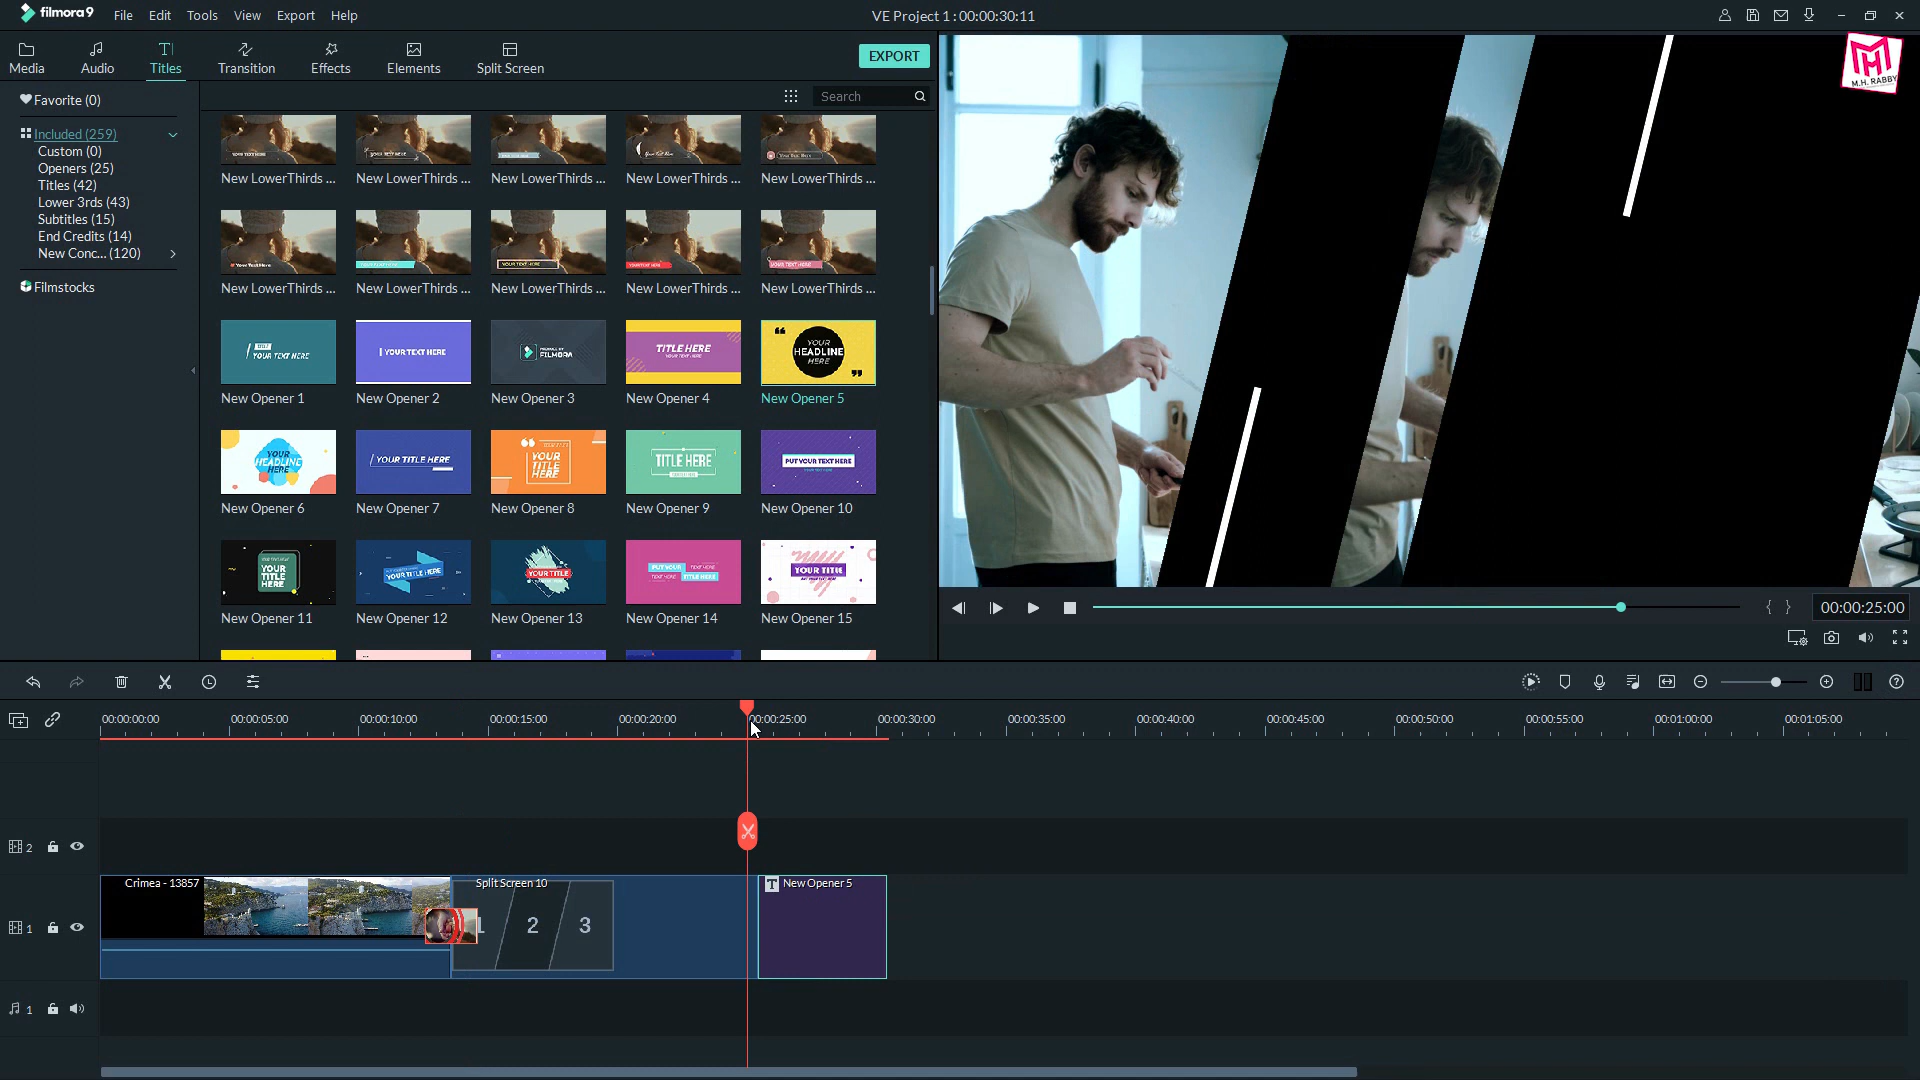 filmora9 File Edit Tools View Export Help VE Project 1 : 00:00:30:11
Media Audio Titles Transition Effects Elements Split Screen EXPORT
Search
Favorite (0)
Included (259)
Custom (0)
Openers (25)
Titles (42)
Lower 3rds (43)
Subtitles (15)
End Credits (14)
New Conc... (120)
Filmstocks
New LowerThirds ... New LowerThirds ... New LowerThirds ... New LowerThirds ... New LowerThirds ...
New LowerThirds ... New LowerThirds ... New LowerThirds ... New LowerThirds ... New LowerThirds ...
YOUR TEXT HERE
YOUR TEXT HERE
FILMORA
TITLE HERE
YOUR HEADLINE HERE
New Opener 1 New Opener 2 New Opener 3 New Opener 4 New Opener 5
YOUR HEADLINE HERE
YOUR TITLE HERE
YOUR TITLE HERE
TITLE HERE
PUT YOUR TEXT HERE
New Opener 6 New Opener 7 New Opener 8 New Opener 9 New Opener 10
YOUR TITLE HERE
YOUR TITLE HERE
YOUR TITLE
PUT YOUR TEXT HERE
TEXT HERE TITLE HERE
YOUR TITLE
New Opener 11 New Opener 12 New Opener 13 New Opener 14 New Opener 15
M.H. RABBY
{ } 00:00:25:00
00:00:00:00 00:00:05:00 00:00:10:00 00:00:15:00 00:00:20:00 00:00:25:00 00:00:30:00 00:00:35:00 00:00:40:00 00:00:45:00 00:00:50:00 00:00:55:00 00:01:00:00 00:01:05:00
2
Crimea - 13857 Split Screen 10 T New Opener 5
1
1 2 3
1